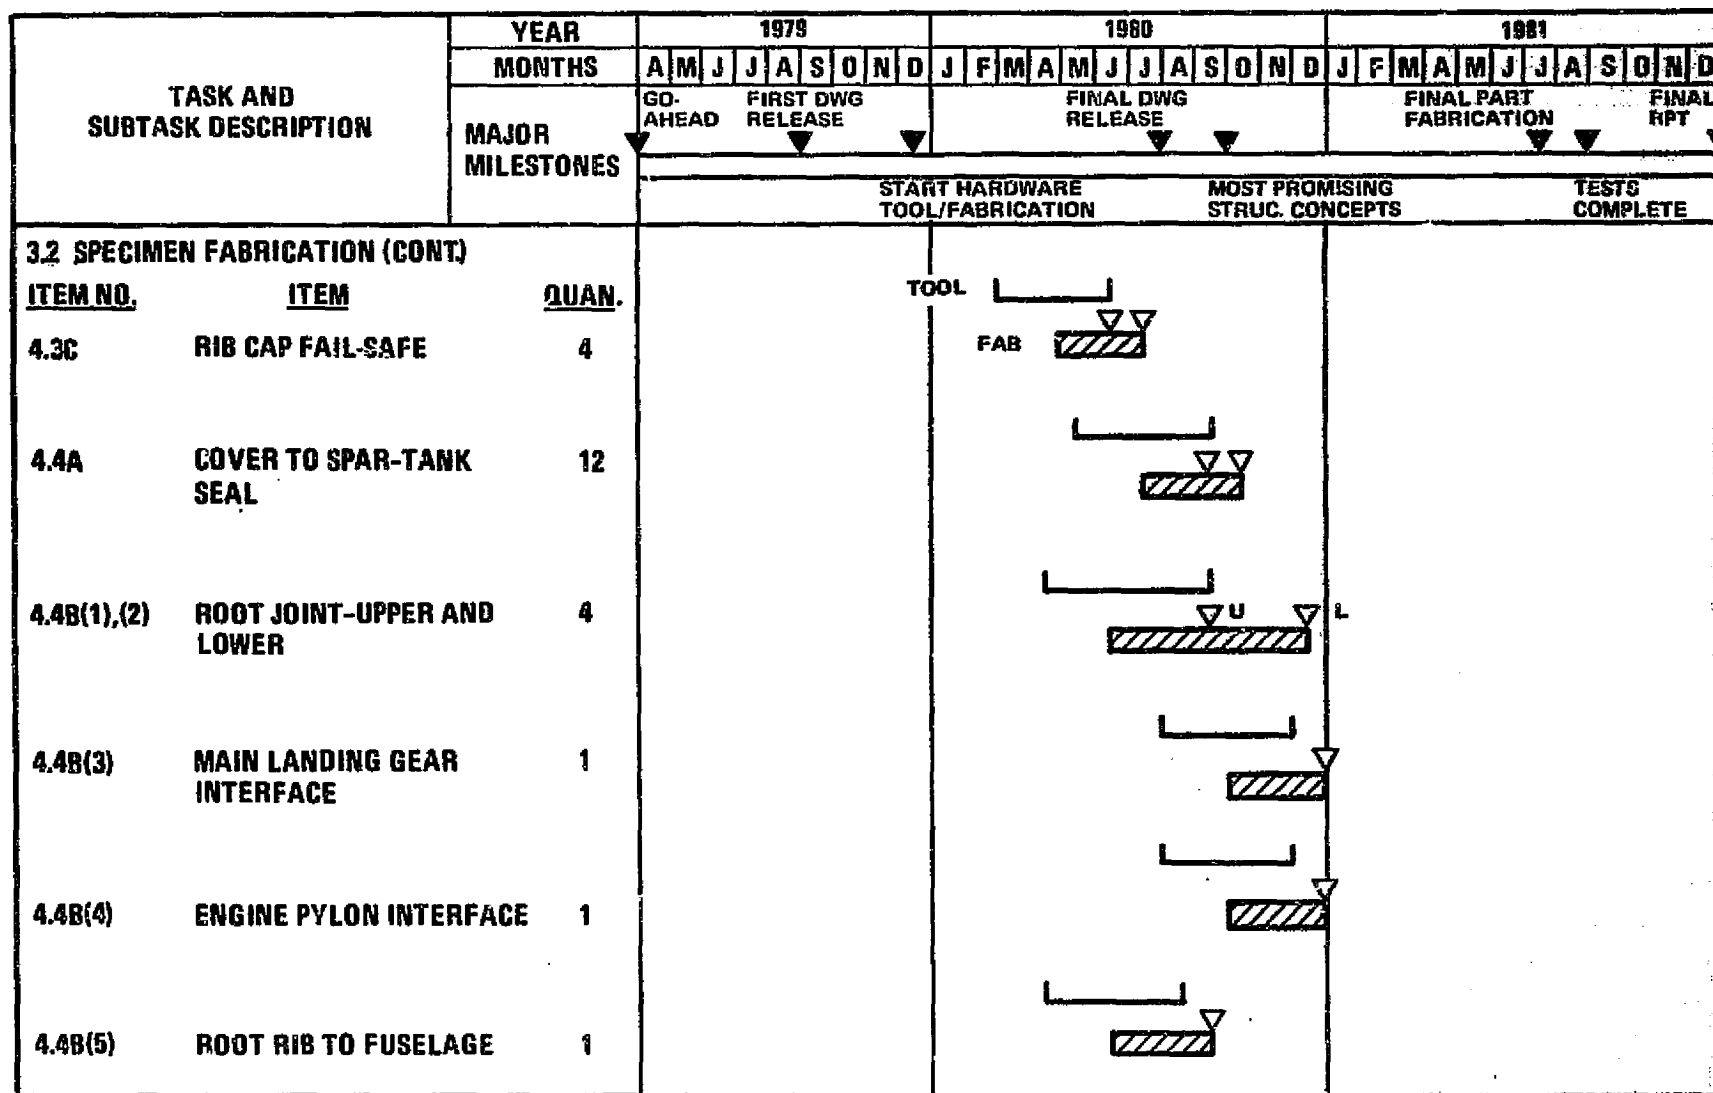 YEAR 1979 1980 1981
MONTHS A M J J A S O N D J F M A M J J A S O N D J F M A M J J A S O N D
TASK AND
SUBTASK DESCRIPTION
MAJOR
MILESTONES
GO-
AHEAD
FIRST DWG
RELEASE
FINAL DWG
RELEASE
FINAL PART
FABRICATION
FINAL
RPT
START HARDWARE
TOOL/FABRICATION
MOST PROMISING
STRUC. CONCEPTS
TESTS
COMPLETE
3.2 SPECIMEN FABRICATION (CONT.)
ITEM NO. ITEM QUAN.
TOOL
4.3C RIB CAP FAIL-SAFE 4 FAB
4.4A COVER TO SPAR-TANK 12
SEAL
4.4B(1),(2) ROOT JOINT-UPPER AND 4 U L
LOWER
4.4B(3) MAIN LANDING GEAR 1
INTERFACE
4.4B(4) ENGINE PYLON INTERFACE 1
4.4B(5) ROOT RIB TO FUSELAGE 1